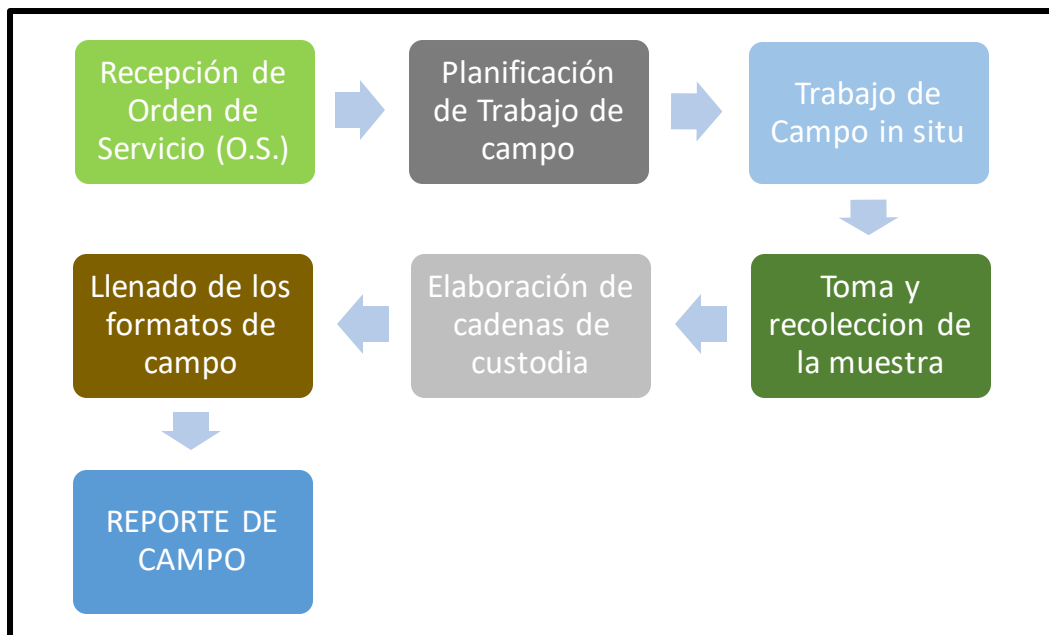 Recepción de
Orden de
Servicio (O.S.)
Planificación
de Trabajo de
campo
Trabajo de
Campo in situ
Toma y
recoleccion de
la muestra
Elaboración de
cadenas de
custodia
Llenado de los
formatos de
campo
REPORTE DE
CAMPO